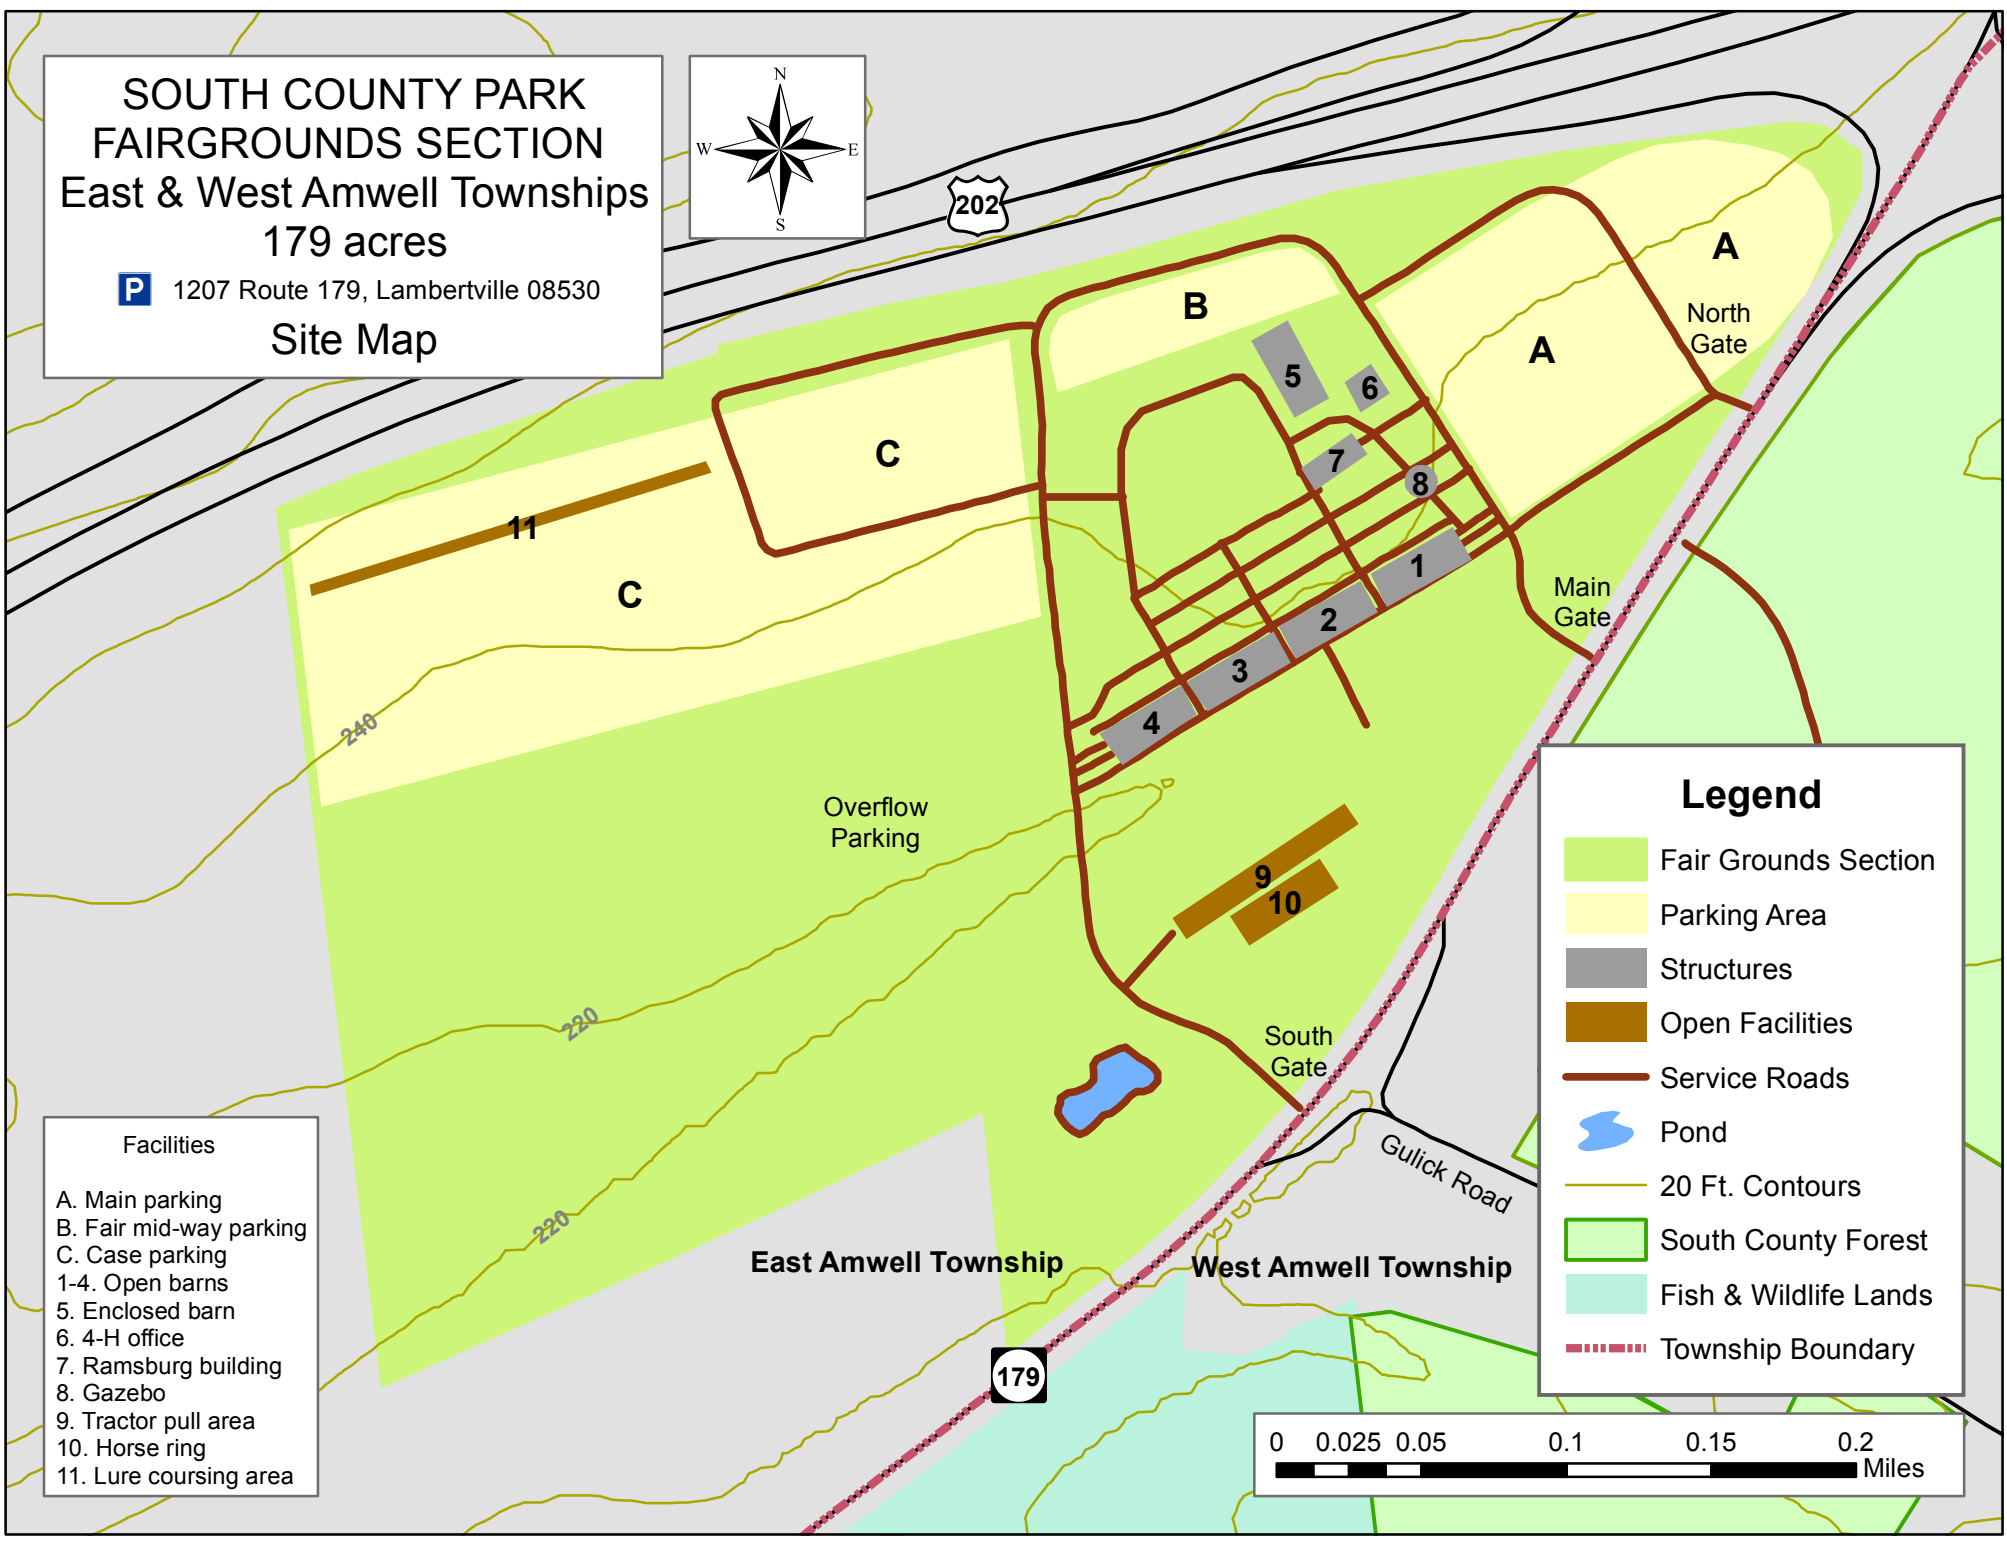 SOUTH COUNTY PARK
FAIRGROUNDS SECTION
East & West Amwell Townships
179 acres
P 1207 Route 179, Lambertville 08530
Site Map
N
W E
S
202
A
B
North
Gate
A
5
6
C
7
8
11
1
C
Main
Gate
2
3
4
240
Overflow
Parking
9
10
220
South
Gate
Gulick Road
220
East Amwell Township
West Amwell Township
179
Legend
Fair Grounds Section
Parking Area
Structures
Open Facilities
Service Roads
Pond
20 Ft. Contours
South County Forest
Fish & Wildlife Lands
Township Boundary
Facilities
A. Main parking
B. Fair mid-way parking
C. Case parking
1-4. Open barns
5. Enclosed barn
6. 4-H office
7. Ramsburg building
8. Gazebo
9. Tractor pull area
10. Horse ring
11. Lure coursing area
0 0.025 0.05 0.1 0.15 0.2
Miles